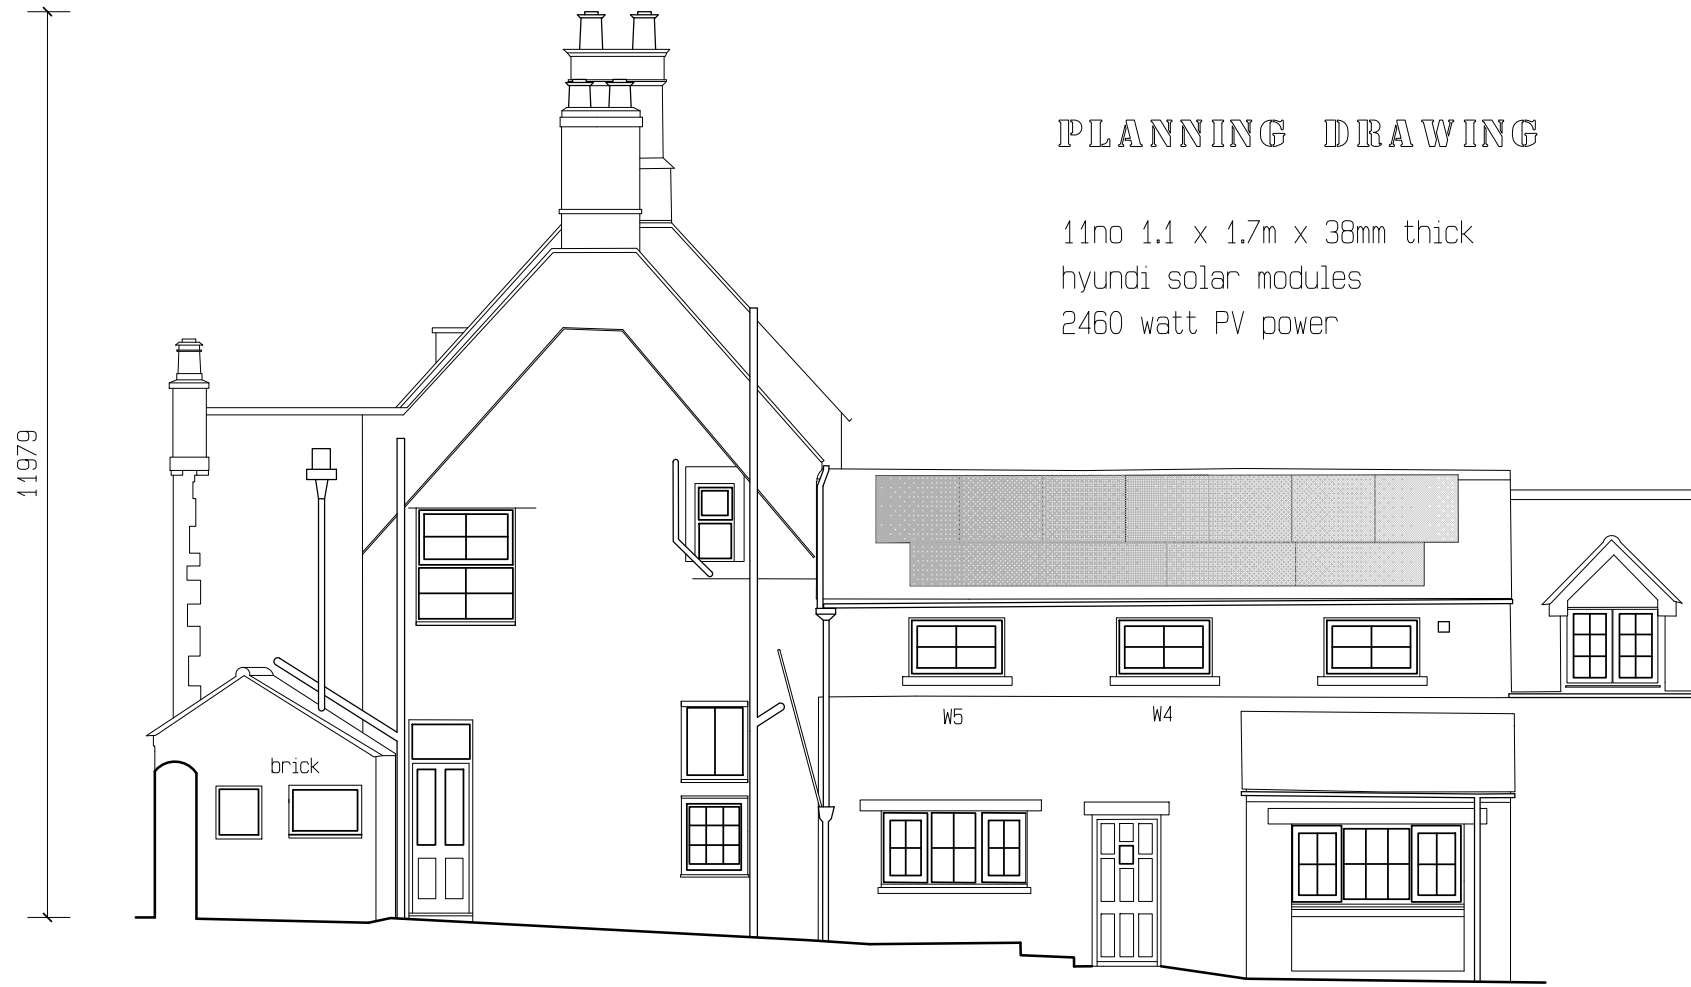 PLANNING DRAWING
11no 1.1 x 1.7m x 38mm thick
hyundi solar modules
2460 watt PV power
11979
W5
W4
brick